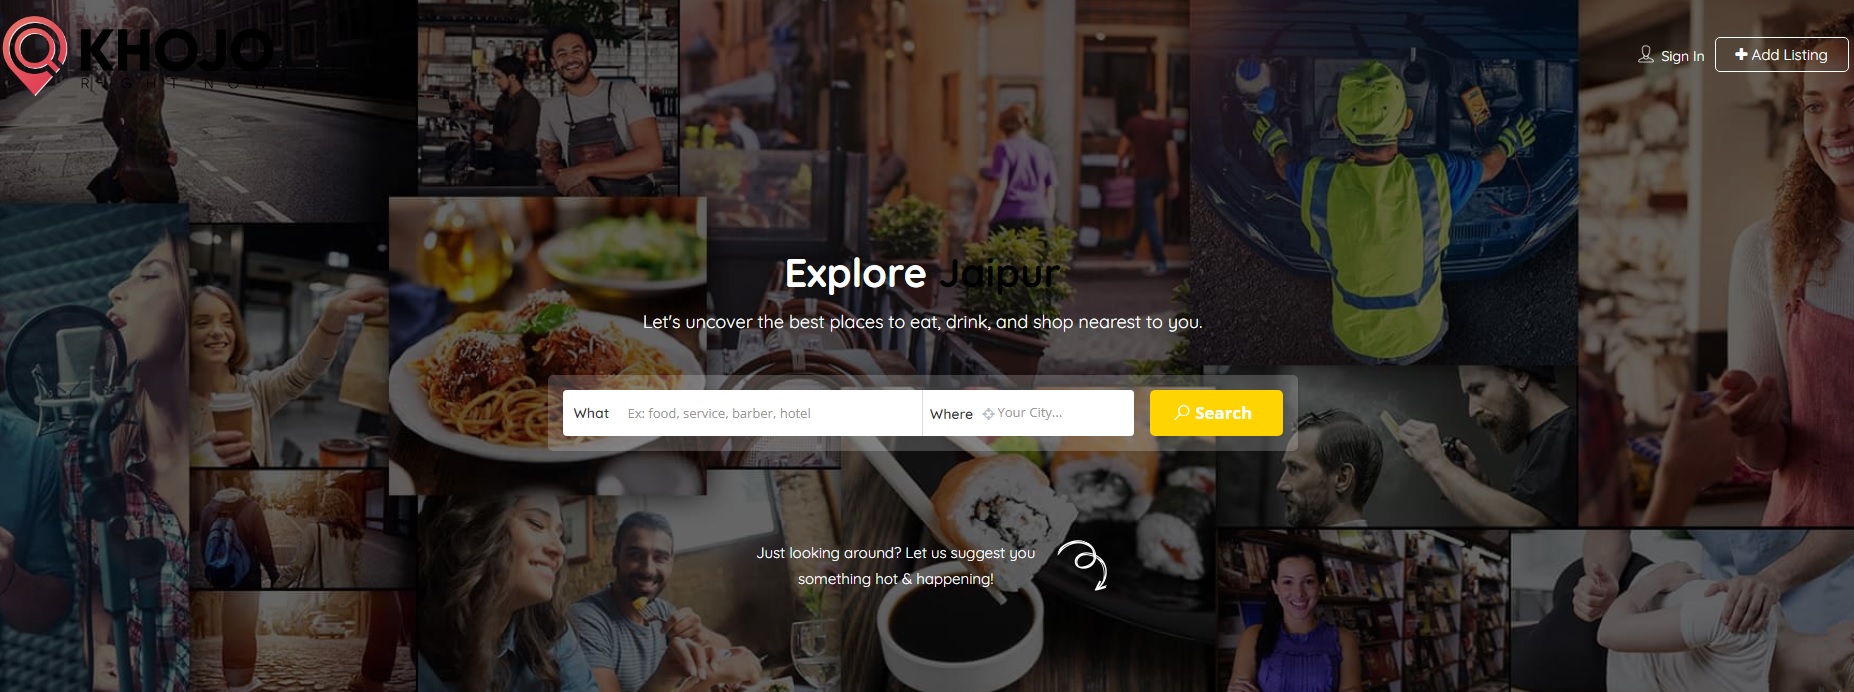 KHOJO
RIGHT NOW
Sign In
Add Listing
Explore Jaipur
Let's uncover the best places to eat, drink, and shop nearest to you.
What Ex: food, service, barber, hotel Where Your City... Search
Just looking around? Let us suggest you
something hot & happening!